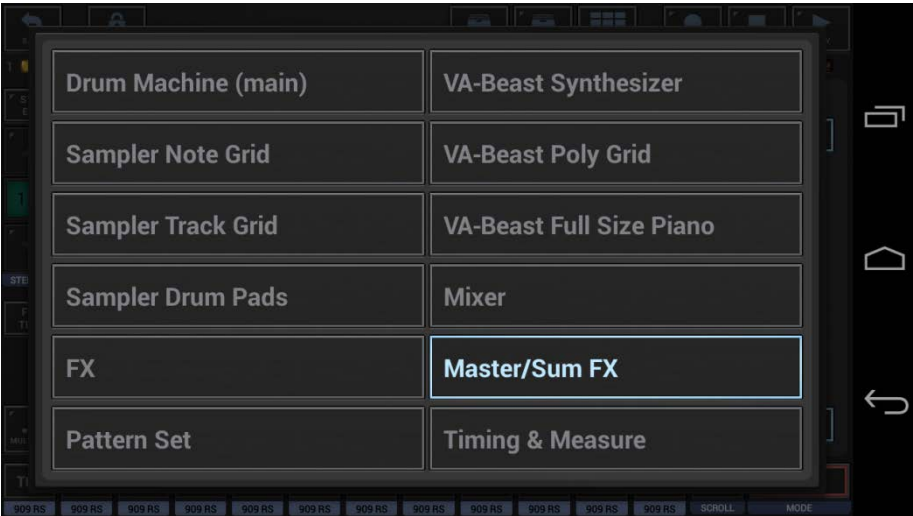 Drum Machine (main)
VA-Beast Synthesizer
Sampler Note Grid
VA-Beast Poly Grid
Sampler Track Grid
VA-Beast Full Size Piano
Sampler Drum Pads
Mixer
FX
Master/Sum FX
Pattern Set
Timing & Measure
909 RS 909 RS 909 RS 909 RS 909 RS 909 RS 909 RS 909 RS 909 RS 909 RS 909 RS 909 RS SCROLL MODE